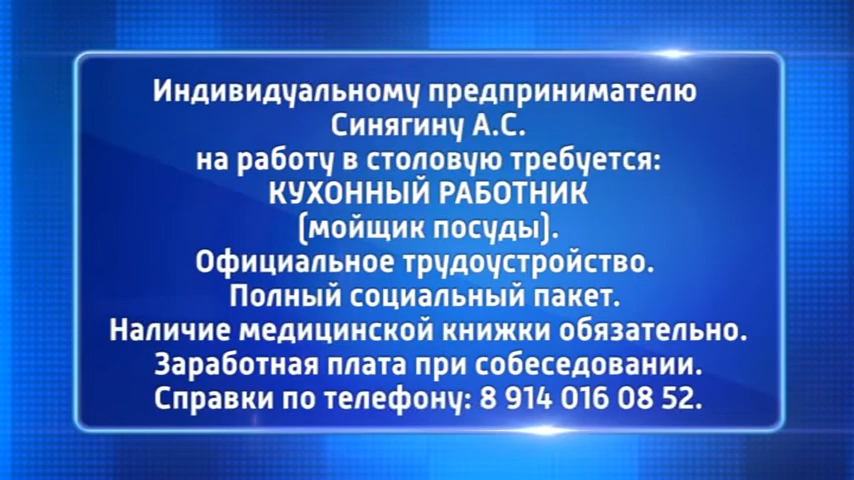 Индивидуальному предпринимателю
Синягину А.С.
на работу в столовую требуется:
КУХОННЫЙ РАБОТНИК
(мойщик посуды).
Официальное трудоустройство.
Полный социальный пакет.
Наличие медицинской книжки обязательно.
Заработная плата при собеседовании.
Справки по телефону: 8 914 016 08 52.